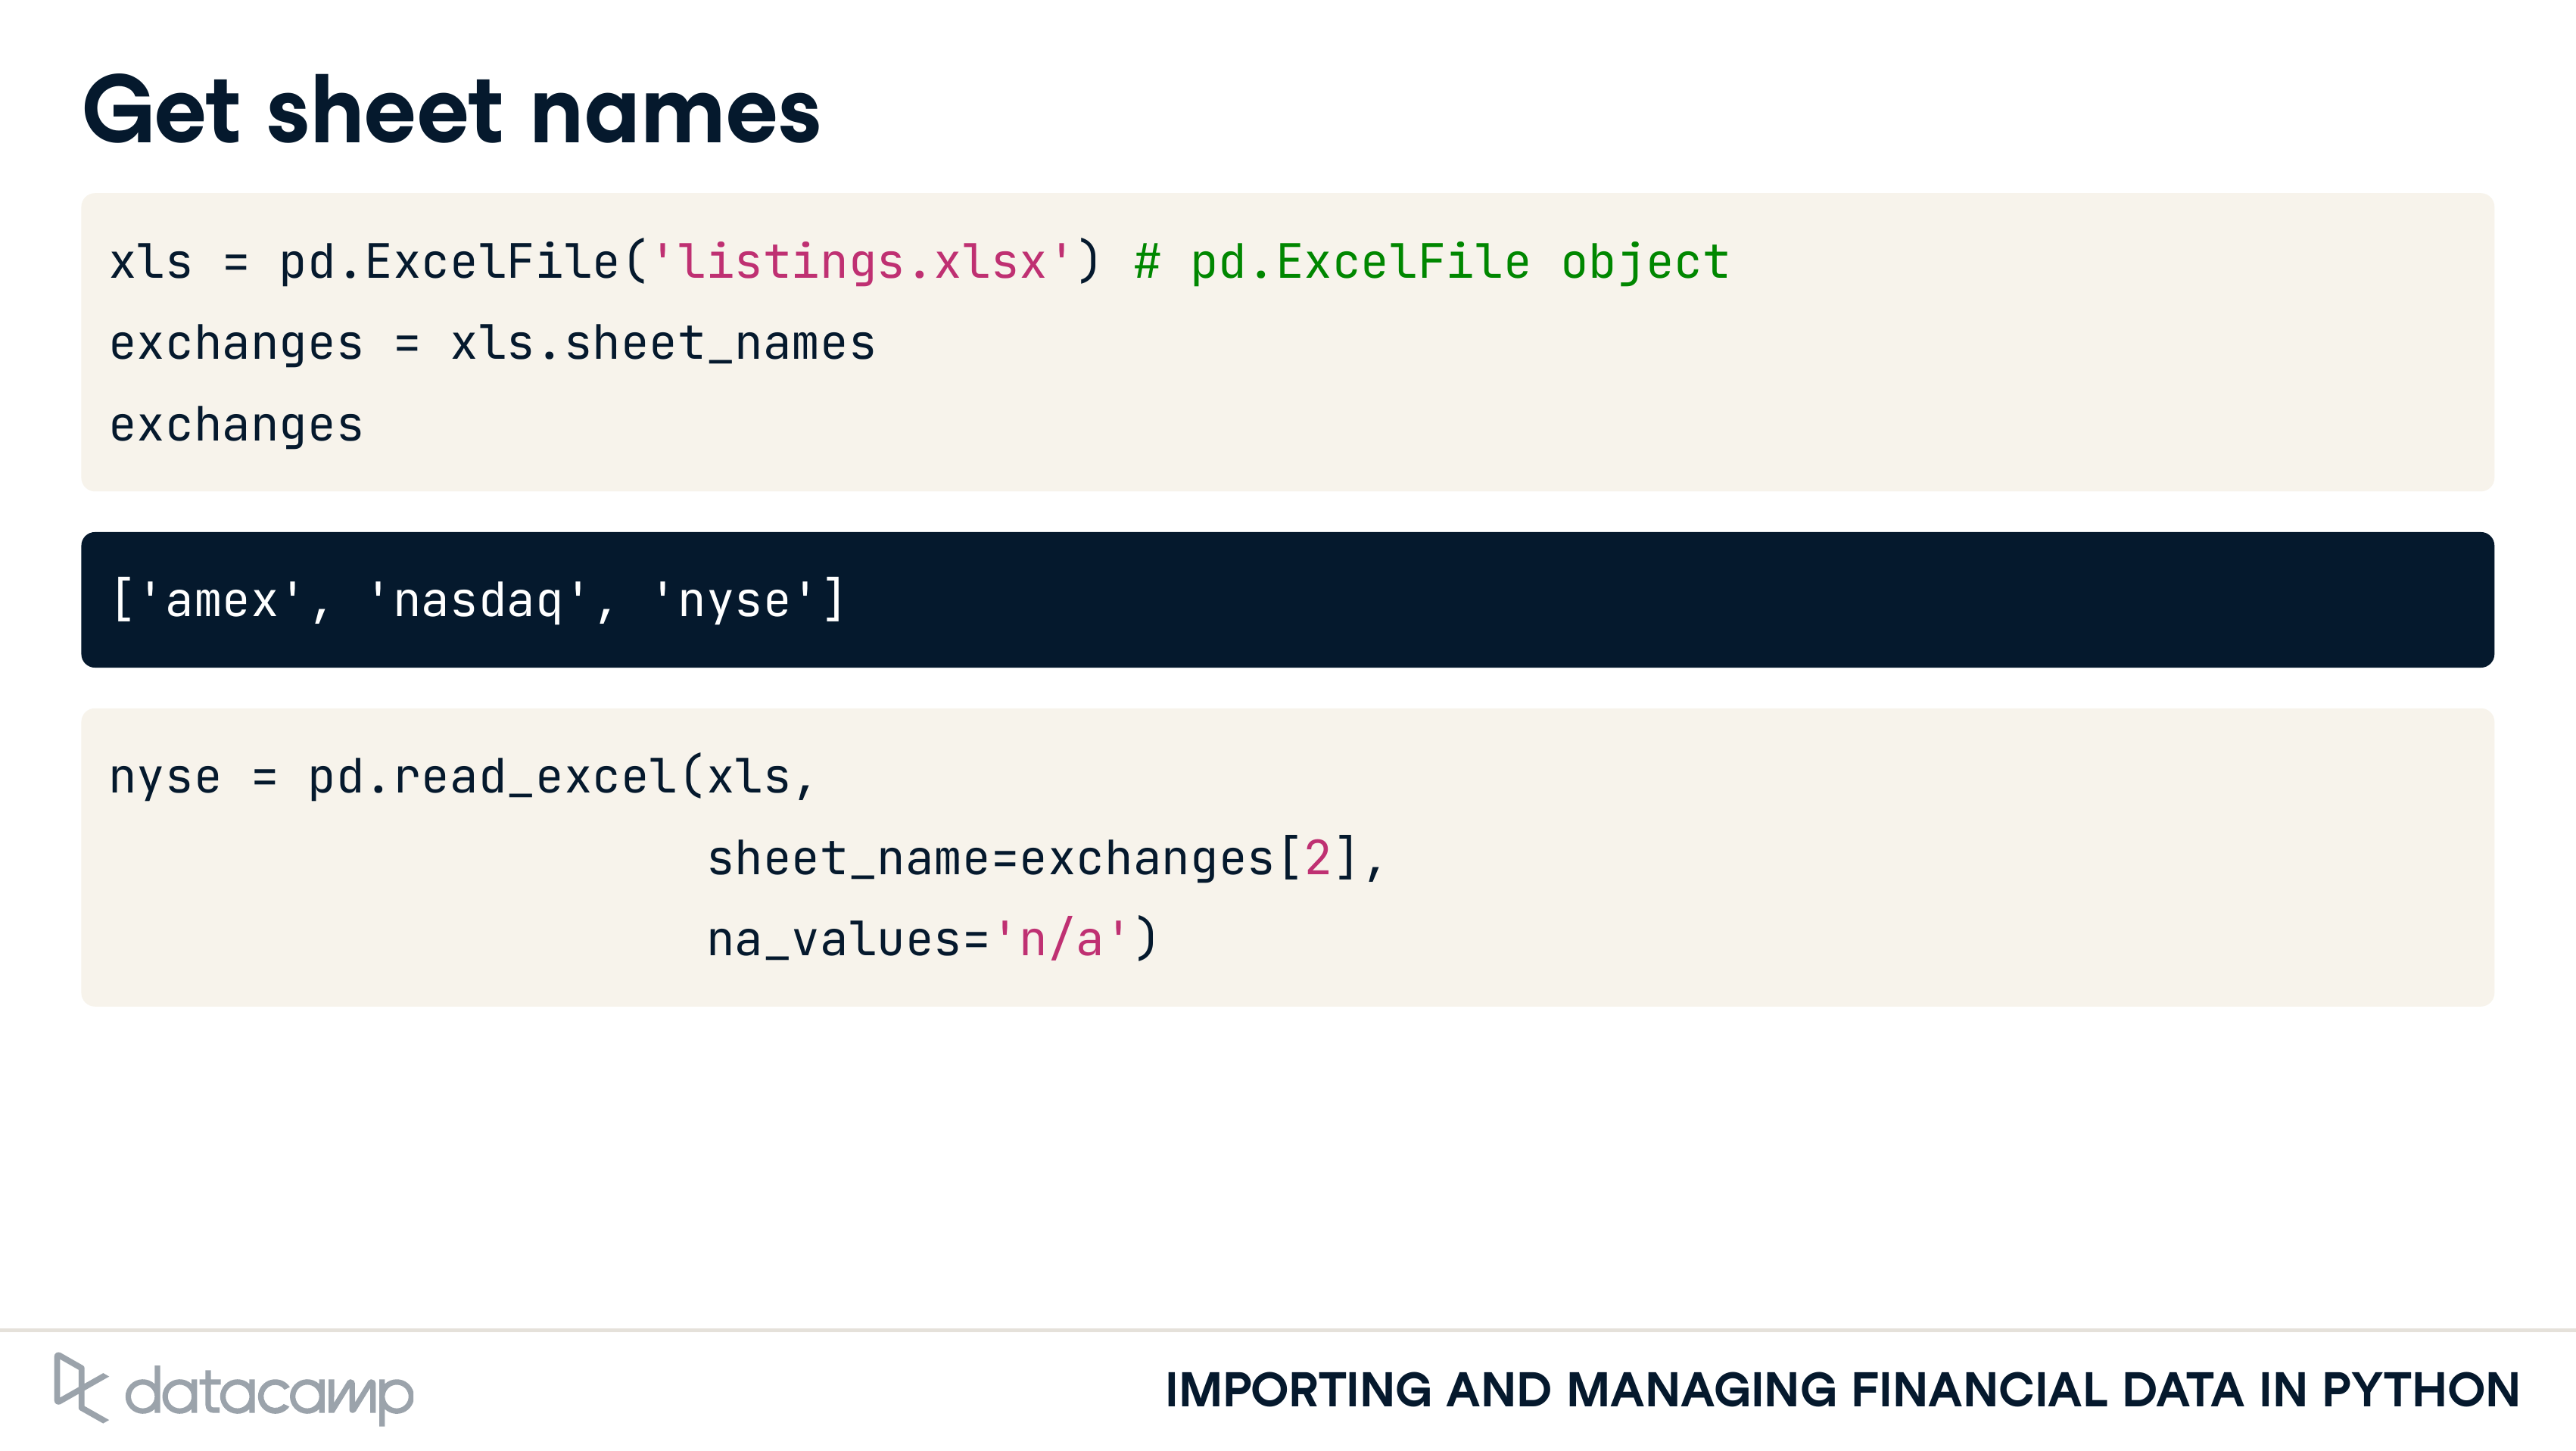 Get sheet names
xls = pd.ExcelFile('listings.xlsx') # pd.ExcelFile object
exchanges = xls.sheet_names
exchanges
['amex', 'nasdaq', 'nyse']
nyse = pd.read_excel(xls,
                     sheet_name=exchanges[2],
                     na_values='n/a')
datacamp
IMPORTING AND MANAGING FINANCIAL DATA IN PYTHON